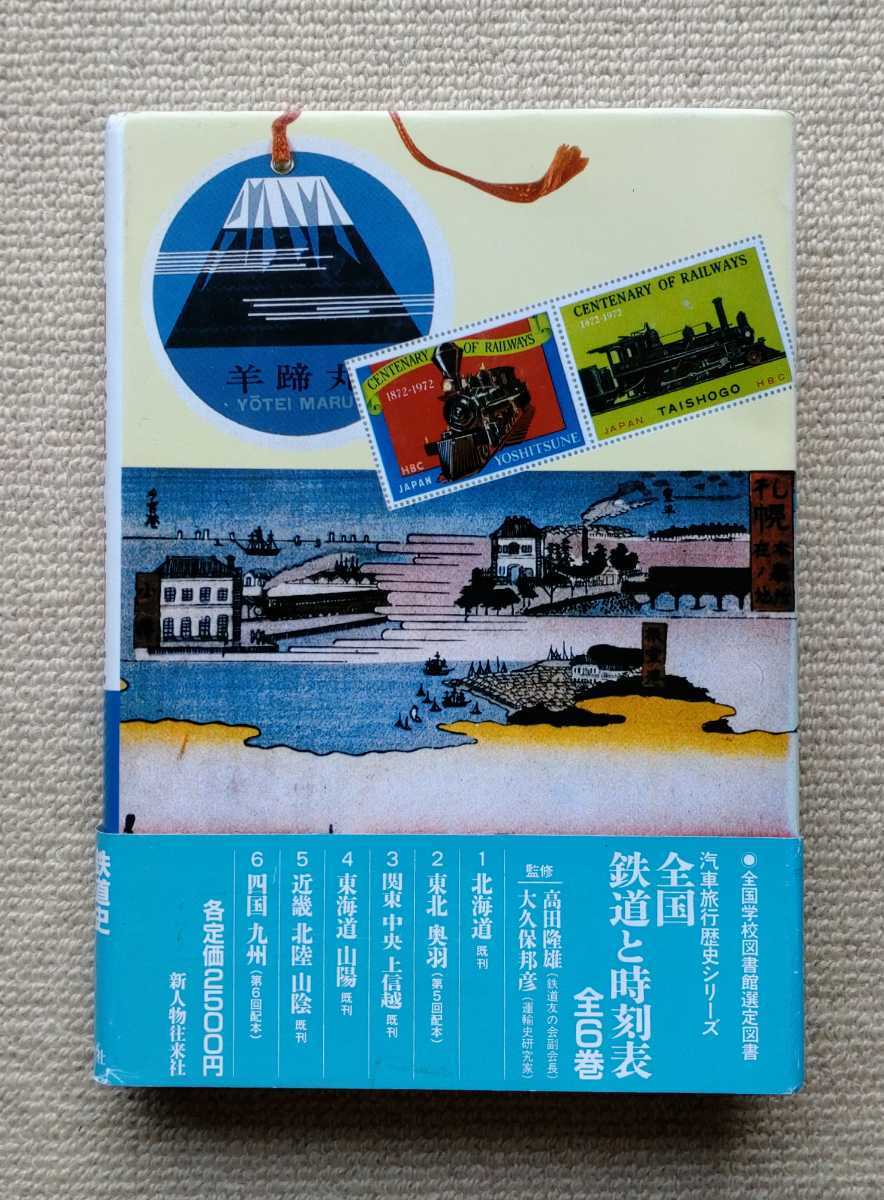 羊蹄丸
YŌTEI MARU
CENTENARY OF RAILWAYS
1872-1972
HBC
JAPAN
YOSHITSUNE
CENTENARY OF RAILWAYS
1872-1972
JAPAN
TAISHOGO
HBC
札幌
小樽
●全国学校図書館選定図書
汽車旅行歴史シリーズ
全国
鉄道と時刻表
全6巻
監修
高田隆雄(鉄道友の会副会長)
大久保邦彦(運輸史研究家)
1 北海道 既刊
2 東北 奥羽(第5回配本)
3 関東 中央 上信越 既刊
4 東海道 山陽 既刊
5 近畿 北陸 山陰 既刊
6 四国 九州(第6回配本)
各定価2500円
新人物往来社
鉄道史
社